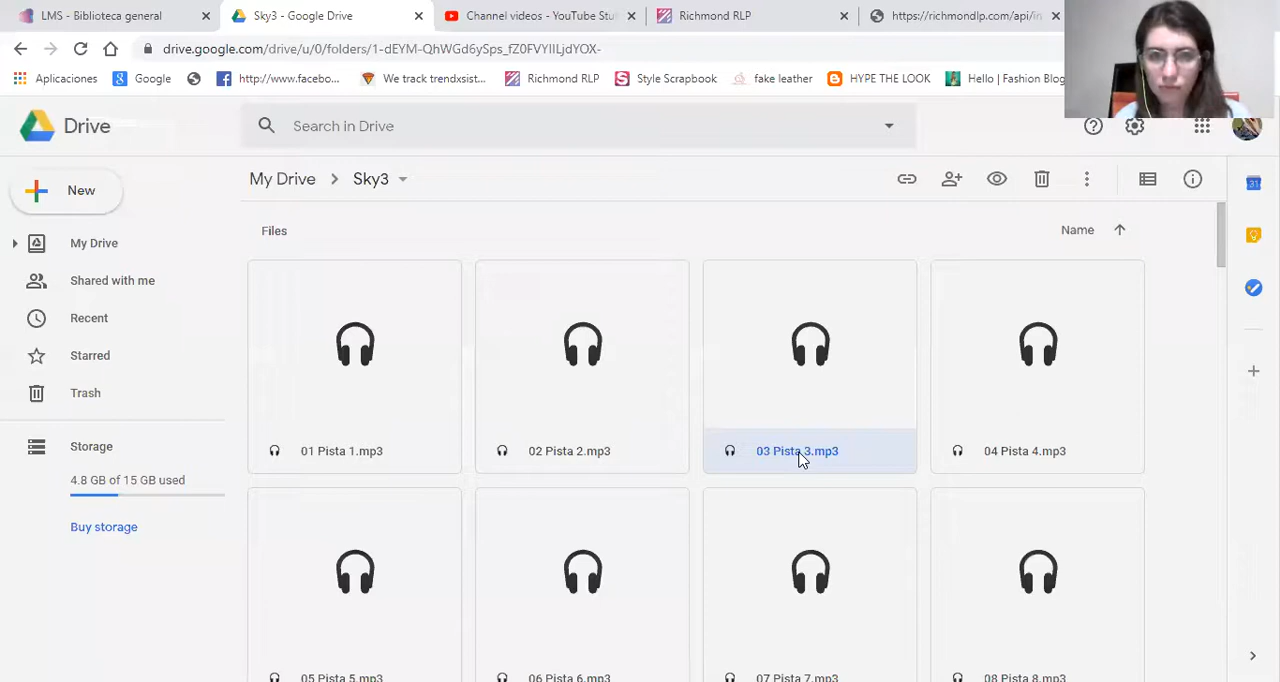 LMS - Biblioteca general
Sky3 - Google Drive
Channel videos - YouTube Stu
Richmond RLP
https://richmondlp.com/api/in
drive.google.com/drive/u/0/folders/1-dEYM-QhWGd6ySps_fZ0FVYIILjdYOX-
Aplicaciones
Google
http://www.facebo...
We track trendxsist...
Richmond RLP
Style Scrapbook
fake leather
HYPE THE LOOK
Hello | Fashion Blog
Drive
Search in Drive
New
My Drive
Sky3
My Drive
Shared with me
Recent
Starred
Trash
Storage
4.8 GB of 15 GB used
Buy storage
Files
Name
01 Pista 1.mp3
02 Pista 2.mp3
03 Pista 3.mp3
04 Pista 4.mp3
05 Pista 5.mp3
06 Pista 6.mp3
07 Pista 7.mp3
08 Pista 8.mp3
31